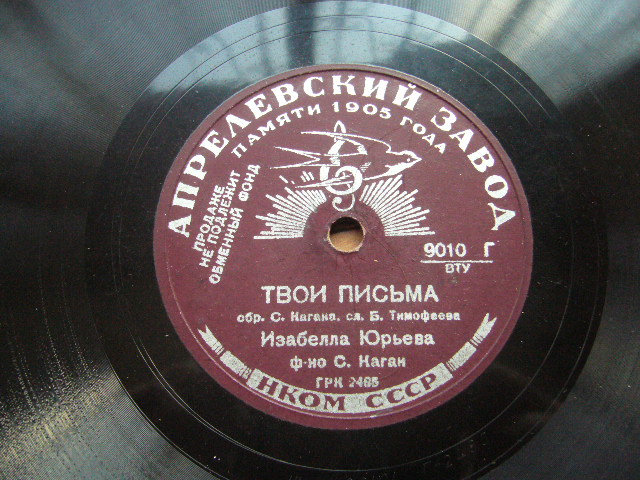 АПРЕЛЕВСКИЙ ЗАВОД
ПАМЯТИ 1905 ГОДА
ПРОДАЖЕ
НЕ ПОДЛЕЖИТ
ОБМЕННЫЙ ФОНД
9010 Г
ВТУ
ТВОИ ПИСЬМА
обр. С. Кагана, сл. Б. Тимофеева
Изабелла Юрьева
ф-но С. Каган
ГРК 2465
НКОМ СССР